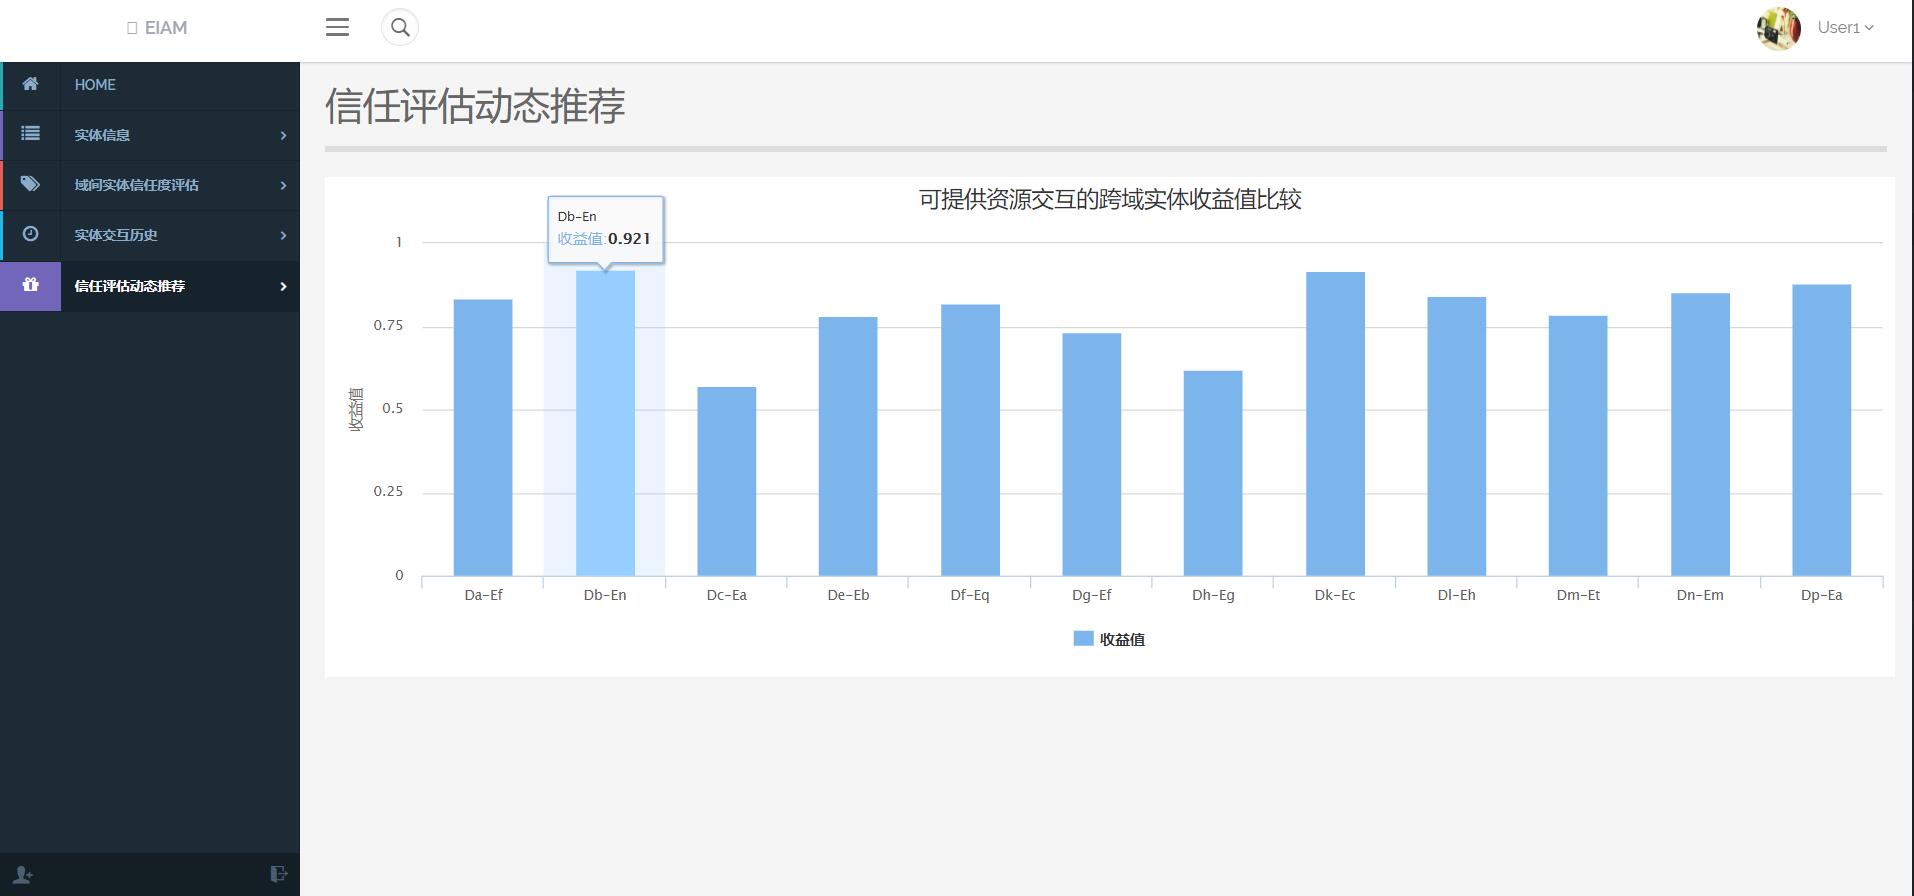 EIAM
User1
HOME
实体信息
域间实体信任度评估
实体交互历史
信任评估动态推荐
信任评估动态推荐
可提供资源交互的跨域实体收益值比较
Db-En
收益值:0.921
收益值
1
0.75
0.5
0.25
0
Da-Ef Db-En Dc-Ea De-Eb Df-Eq Dg-Ef Dh-Eg Dk-Ec Dl-Eh Dm-Et Dn-Em Dp-Ea
收益值